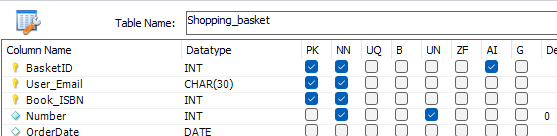 Table Name: Shopping_basket
Column Name Datatype PK NN UQ B UN ZF AI G De
BasketID INT
User_Email CHAR(30)
Book_ISBN INT
Number INT 0
OrderDate DATE